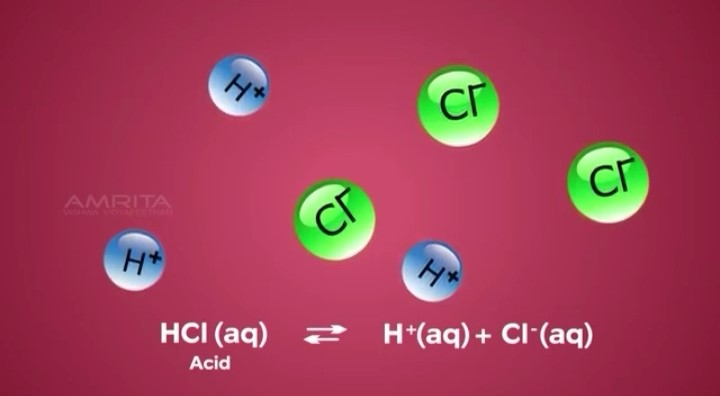 H⁺
Cl⁻
Cl⁻
AMRITA
VISHWA VIDYAPEETHAM
Cl⁻
H⁺
H⁺
HCl (aq) ⇌ H⁺(aq) + Cl⁻(aq)
Acid